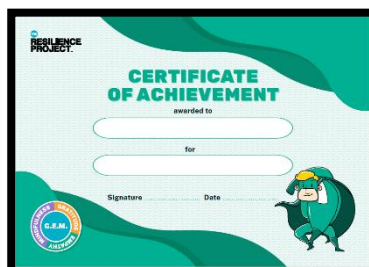 THE
RESILIENCE
PROJECT.
CERTIFICATE
OF ACHIEVEMENT
awarded to
for
Signature
Date
MINDFULNESS
GRATITUDE
EMPATHY
G.E.M.